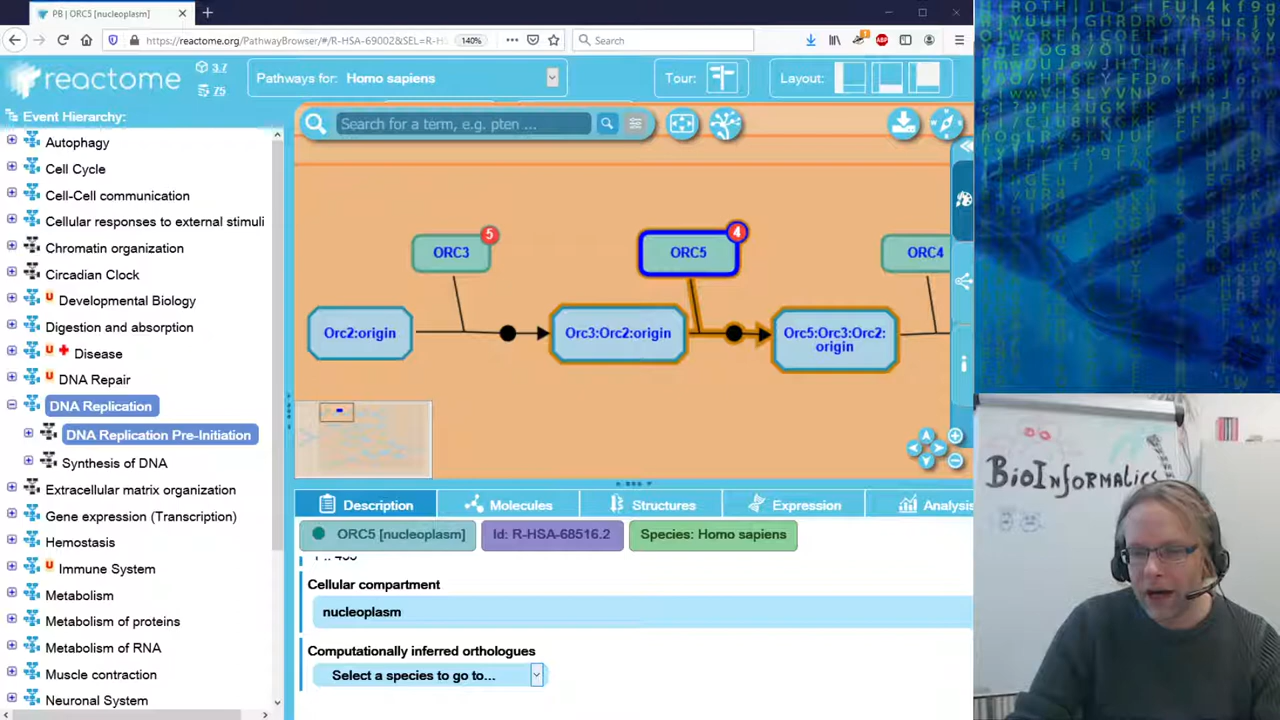 PB | ORC5 [nucleoplasm]
https://reactome.org/PathwayBrowser/#/R-HSA-69002&SEL=R-H
140%
Search
reactome
3.7
75
Pathways for: Homo sapiens
Tour:
Layout:
Event Hierarchy:
Autophagy
Cell Cycle
Cell-Cell communication
Cellular responses to external stimuli
Chromatin organization
Circadian Clock
Developmental Biology
Digestion and absorption
Disease
DNA Repair
DNA Replication
DNA Replication Pre-Initiation
Synthesis of DNA
Extracellular matrix organization
Gene expression (Transcription)
Hemostasis
Immune System
Metabolism
Metabolism of proteins
Metabolism of RNA
Muscle contraction
Neuronal System
Search for a term, e.g. pten ...
ORC3
5
ORC5
4
ORC4
Orc2:origin
Orc3:Orc2:origin
Orc5:Orc3:Orc2:
origin
Description
Molecules
Structures
Expression
Analysis
ORC5 [nucleoplasm]
Id: R-HSA-68516.2
Species: Homo sapiens
Cellular compartment
nucleoplasm
Computationally inferred orthologues
Select a species to go to...
BioInformatics